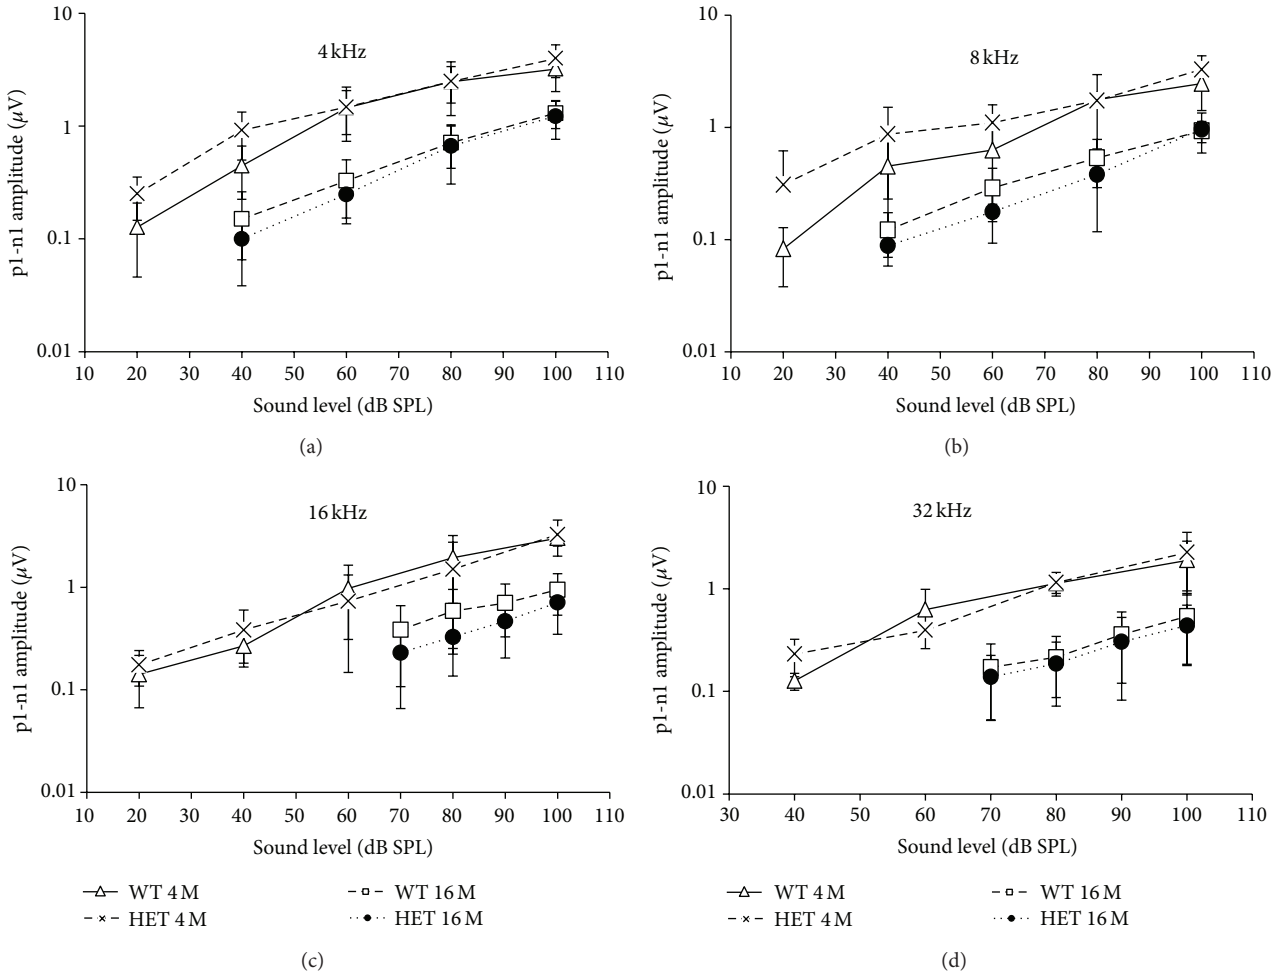 10
4 kHz
1
0.1
0.01
p1-n1 amplitude (μV)
10 20 30 40 50 60 70 80 90 100 110
Sound level (dB SPL)
(a)
10
8 kHz
1
0.1
0.01
p1-n1 amplitude (μV)
10 20 30 40 50 60 70 80 90 100 110
Sound level (dB SPL)
(b)
10
16 kHz
1
0.1
0.01
p1-n1 amplitude (μV)
10 20 30 40 50 60 70 80 90 100 110
Sound level (dB SPL)
WT 4 M WT 16 M
HET 4 M HET 16 M
(c)
10
32 kHz
1
0.1
0.01
p1-n1 amplitude (μV)
30 40 50 60 70 80 90 100 110
Sound level (dB SPL)
WT 4 M WT 16 M
HET 4 M HET 16 M
(d)